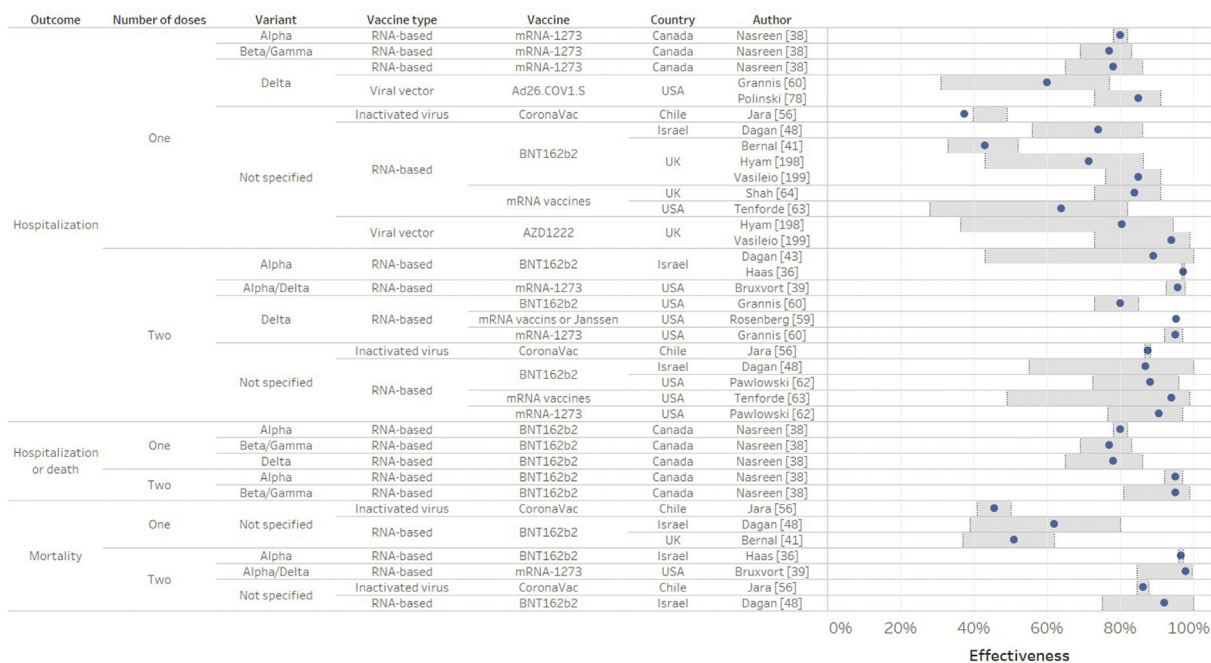 Outcome Number of doses Variant Vaccine type Vaccine Country Author
Alpha RNA-based mRNA-1273 Canada Nasreen [38]
Beta/Gamma RNA-based mRNA-1273 Canada Nasreen [38]
RNA-based mRNA-1273 Canada Nasreen [38]
Delta
Viral vector Ad26.COV1.S USA Grannis [60]
Polinski [78]
Inactivated virus CoronaVac Chile Jara [56]
One
Israel Dagan [48]
BNT162b2
Bernal [41]
UK Hyam [198]
Not specified RNA-based
Vasileio [199]
mRNA vaccines
UK Shah [64]
USA Tenforde [63]
Hospitalization
Viral vector AZD1222 UK Hyam [198]
Vasileio [199]
Alpha RNA-based BNT162b2 Israel Dagan [43]
Haas [36]
Alpha/Delta RNA-based mRNA-1273 USA Bruxvort [39]
BNT162b2 USA Grannis [60]
Delta RNA-based mRNA vaccins or Janssen USA Rosenberg [59]
Two
mRNA-1273 USA Grannis [60]
Inactivated virus CoronaVac Chile Jara [56]
BNT162b2
Israel Dagan [48]
Not specified
USA Pawlowski [62]
RNA-based
mRNA vaccines USA Tenforde [63]
mRNA-1273 USA Pawlowski [62]
Alpha RNA-based BNT162b2 Canada Nasreen [38]
One Beta/Gamma RNA-based BNT162b2 Canada Nasreen [38]
Hospitalization
or death
Delta RNA-based BNT162b2 Canada Nasreen [38]
Two
Alpha RNA-based BNT162b2 Canada Nasreen [38]
Beta/Gamma RNA-based BNT162b2 Canada Nasreen [38]
Inactivated virus CoronaVac Chile Jara [56]
One Not specified
RNA-based BNT162b2
Israel Dagan [48]
UK Bernal [41]
Mortality
Alpha RNA-based BNT162b2 Israel Haas [36]
Two
Alpha/Delta RNA-based mRNA-1273 USA Bruxvort [39]
Not specified
Inactivated virus CoronaVac Chile Jara [56]
RNA-based BNT162b2 Israel Dagan [48]
0% 20% 40% 60% 80% 100%
Effectiveness